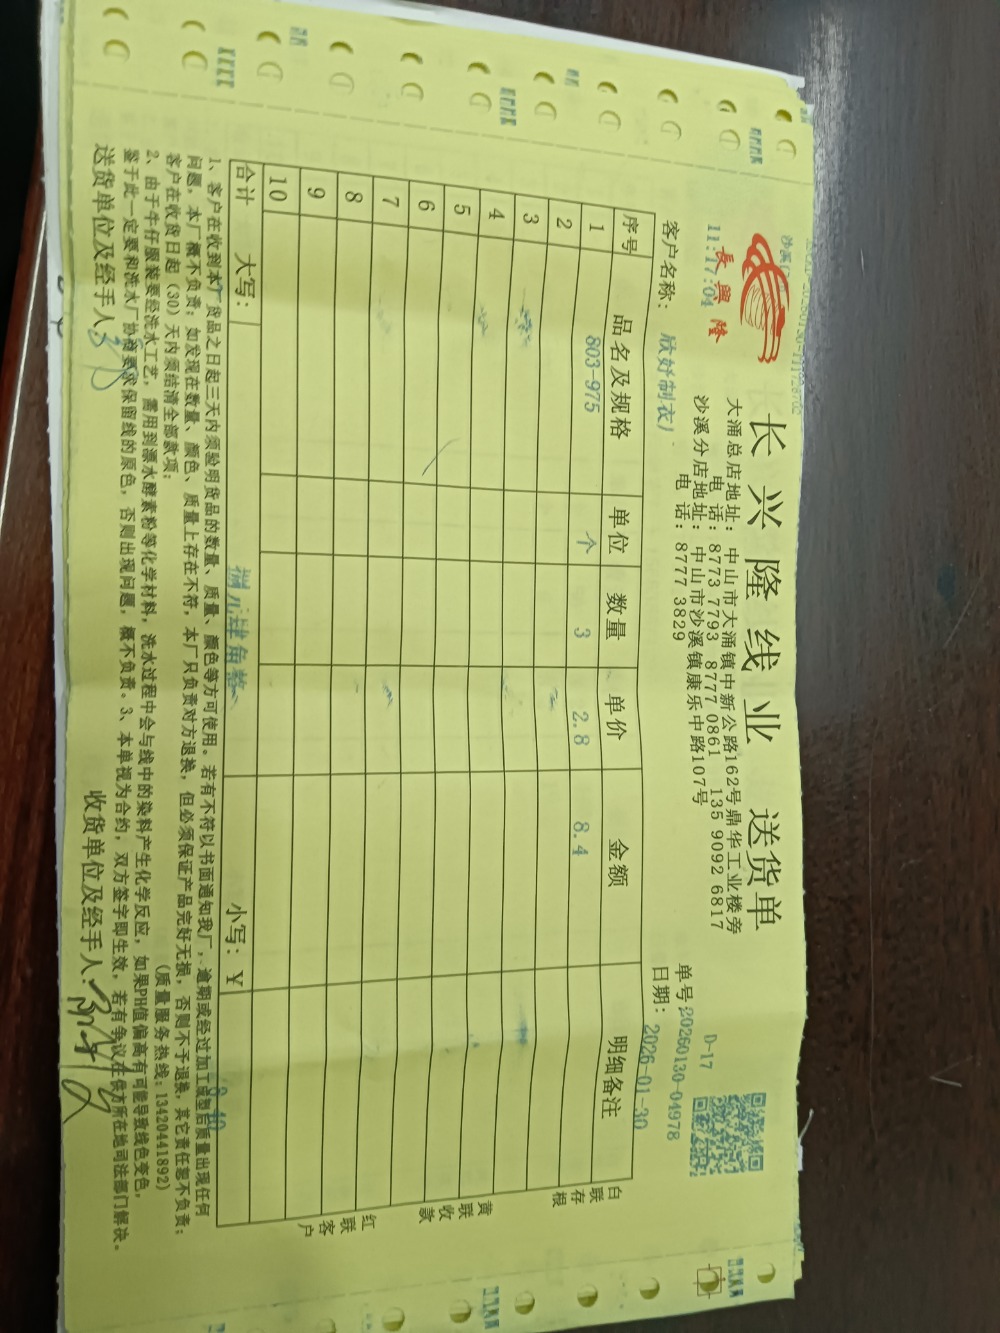 长兴隆线业 送货单
長興隆
11:17:04
大涌总店地址：中山市大涌镇中新公路162号鼎华工业楼旁
电 话：8773 7793 8777 0861 135 9092 6817
沙溪分店地址：中山市沙溪镇康乐中路107号
电 话：8777 3829
D-17
单号 20260130-04978
日期：2026-01-30
客户名称：欣好制衣厂
序号 品名及规格 单位 数量 单价 金额 明细备注
1 803-975 个 3 2.8 8.4
2
3
4
5
6
7
8
9
10
合计 大写：捌元肆角整 小写：￥ 8.40
白联存根
黄联收款
红联客户
1、客户在收到本厂货品之日起三天内须验明货品的数量、质量、颜色等方可使用。若有不符以书面通知我厂，逾期或经过加工成型后质量出现任何
问题，本厂概不负责；如发现在数量、颜色、质量上存在不符，本厂只负责对方退换，但必须保证产品完好无损，否则不予退换，其它责任恕不负责；
客户在收货日起（30）天内须结清全部款项；
（质量服务热线：13420441892）
2、由于牛仔服装要经洗水工艺，需用到漂水酵素粉等化学材料，洗水过程中会与线中的染料产生化学反应，如果PH值偏高有可能导致线色变色，
鉴于此一定要和洗水厂协商要求保留线的原色，否则出现问题，概不负责。3、本单视为合约，双方签字即生效，若有争议在供方所在地司法部门解决。
送货单位及经手人：
收货单位及经手人：